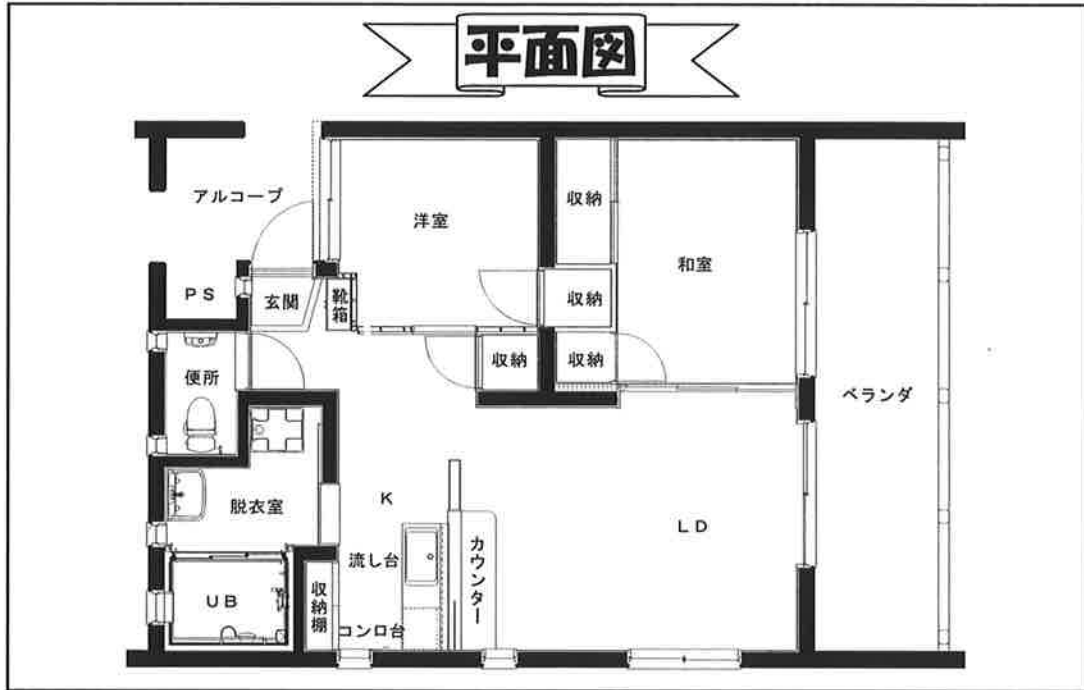 平面図
アルコーブ
洋室
収納
和室
PS
玄関
靴箱
収納
便所
収納
収納
ベランダ
脱衣室
K
LD
流し台
カウンター
UB
収納棚
コンロ台